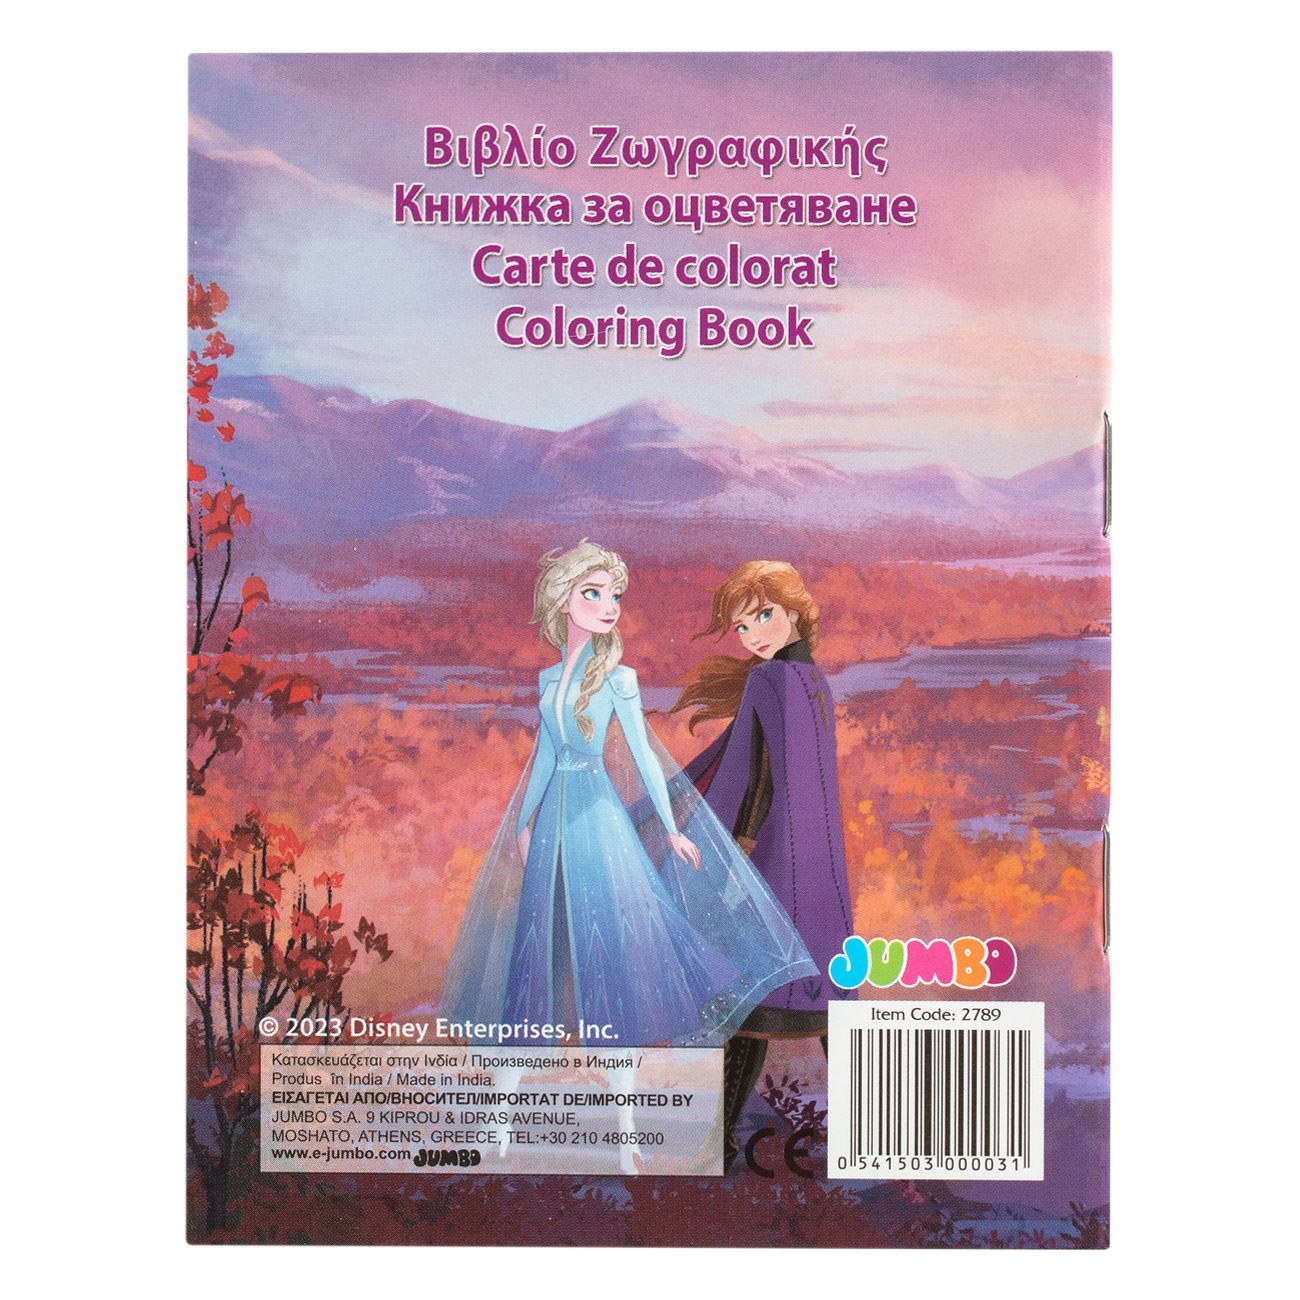 Βιβλίο Ζωγραφικής
Книжка за оцветяване
Carte de colorat
Coloring Book
JUMBO
Item Code: 2789
© 2023 Disney Enterprises, Inc.
Κατασκευάζεται στην Ινδία / Произведено в Индия /
Produs în India / Made in India.
ΕΙΣΑΓΕΤΑΙ ΑΠΟ/ВНОСИТЕЛ/IMPORTAT DE/IMPORTED BY
JUMBO S.A. 9 KIPROU & IDRAS AVENUE,
MOSHATO, ATHENS, GREECE, TEL:+30 210 4805200
www.e-jumbo.com JUMBO
CE
0 541503 000031